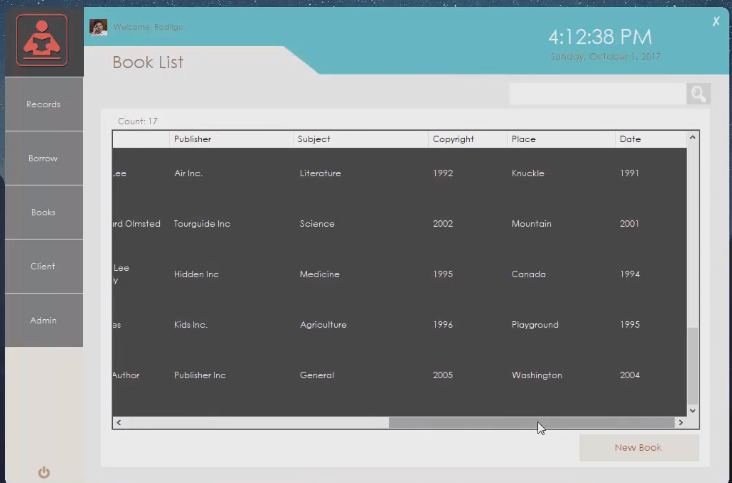 Welcome, Rodrigo
4:12:38 PM
X
Sunday, October 1, 2017
Book List
Records
Borrow
Books
Client
Admin
Count: 17
Publisher Subject Copyright Place Date
Lee Air Inc. Literature 1992 Knuckle 1991
rd Olmsted Tourguide Inc Science 2002 Mountain 2001
Lee
y Hidden Inc Medicine 1995 Canada 1994
es Kids Inc. Agriculture 1996 Playground 1995
Author Publisher Inc General 2005 Washington 2004
New Book